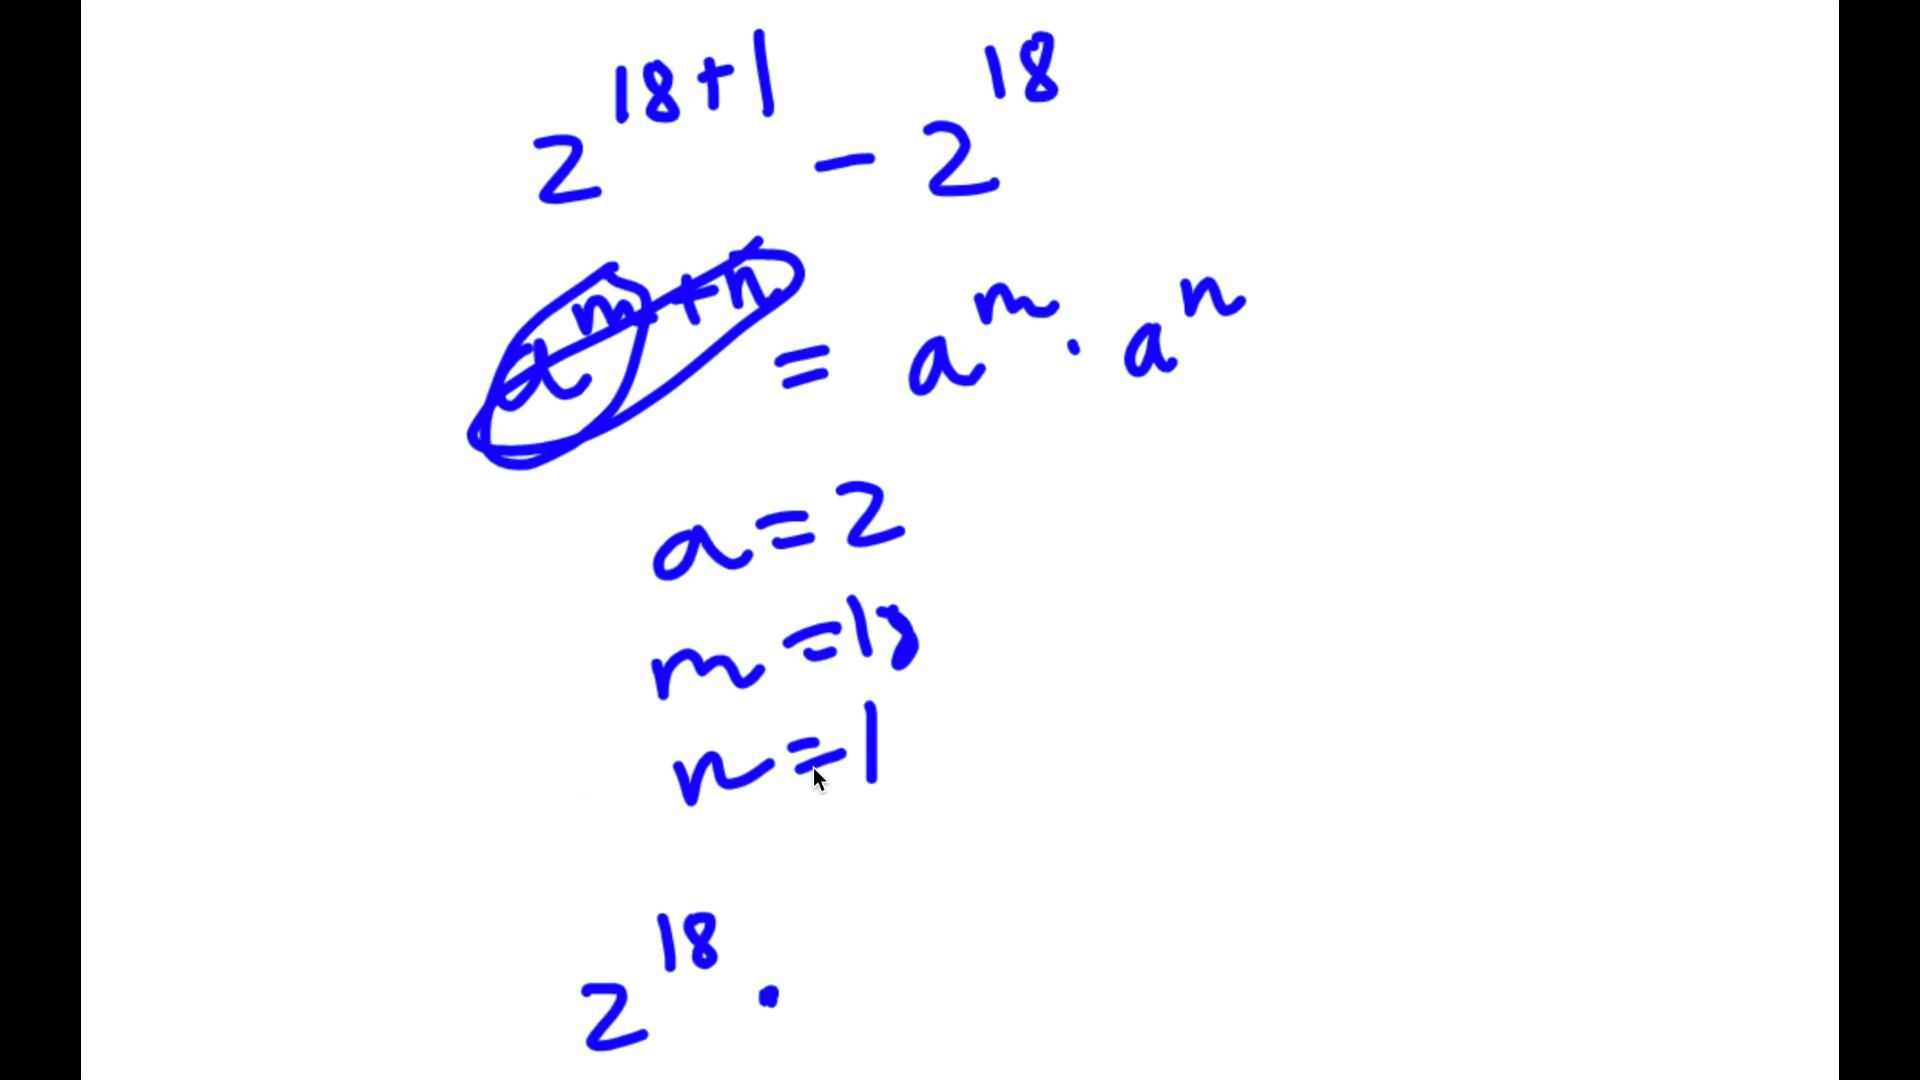 2^{18+1} - 2^{18}
a^{m+n} = a^m · a^n
a = 2
m = 18
n = 1
2^{18} ·